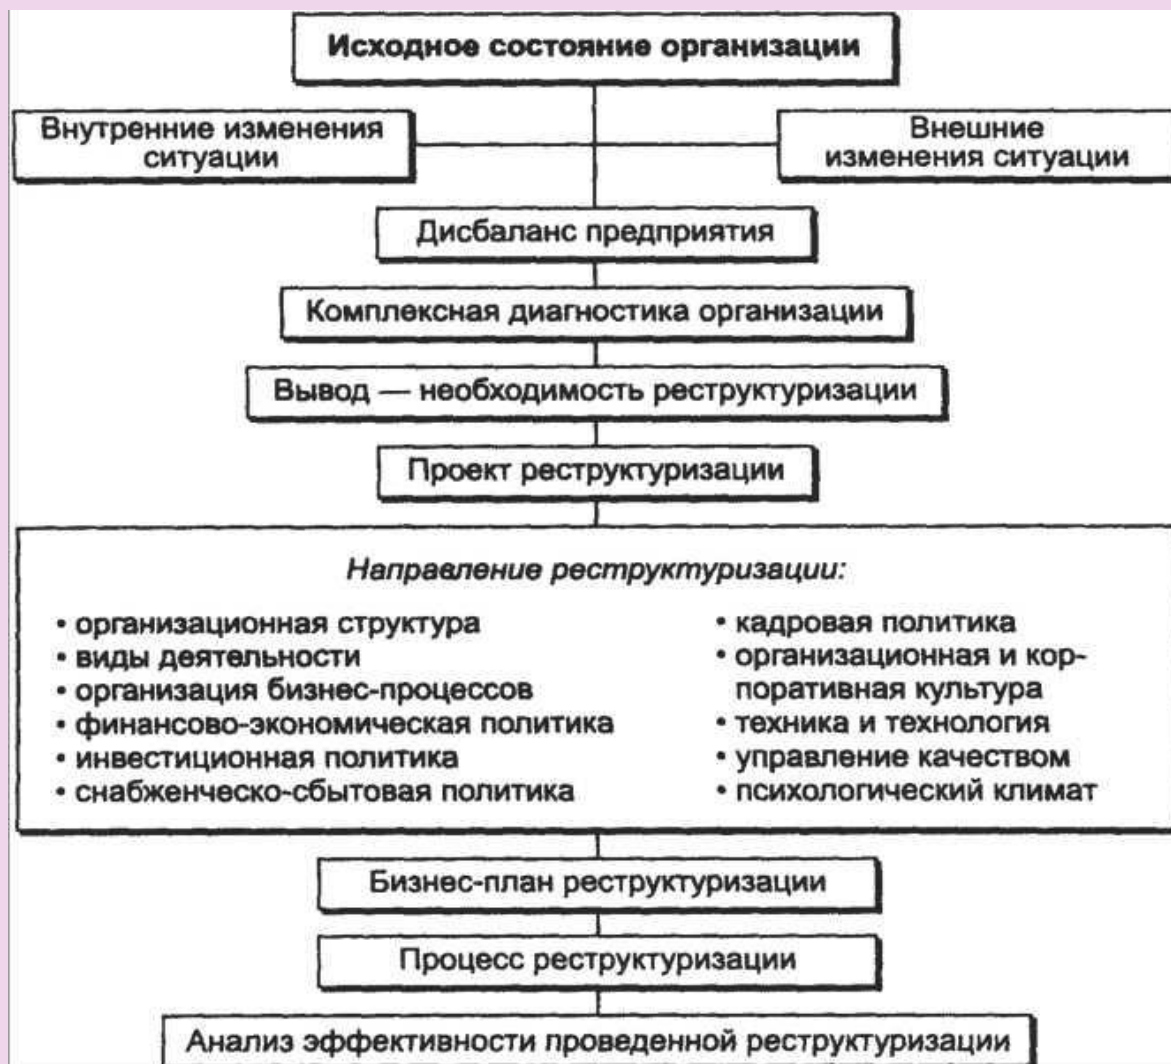 Исходное состояние организации
Внутренние изменения
ситуации
Внешние
изменения ситуации
Дисбаланс предприятия
Комплексная диагностика организации
Вывод — необходимость реструктуризации
Проект реструктуризации
Направление реструктуризации:
• организационная структура
• виды деятельности
• организация бизнес-процессов
• финансово-экономическая политика
• инвестиционная политика
• снабженческо-сбытовая политика
• кадровая политика
• организационная и кор-
поративная культура
• техника и технология
• управление качеством
• психологический климат
Бизнес-план реструктуризации
Процесс реструктуризации
Анализ эффективности проведенной реструктуризации